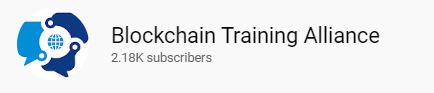 Blockchain Training Alliance
2.18K subscribers